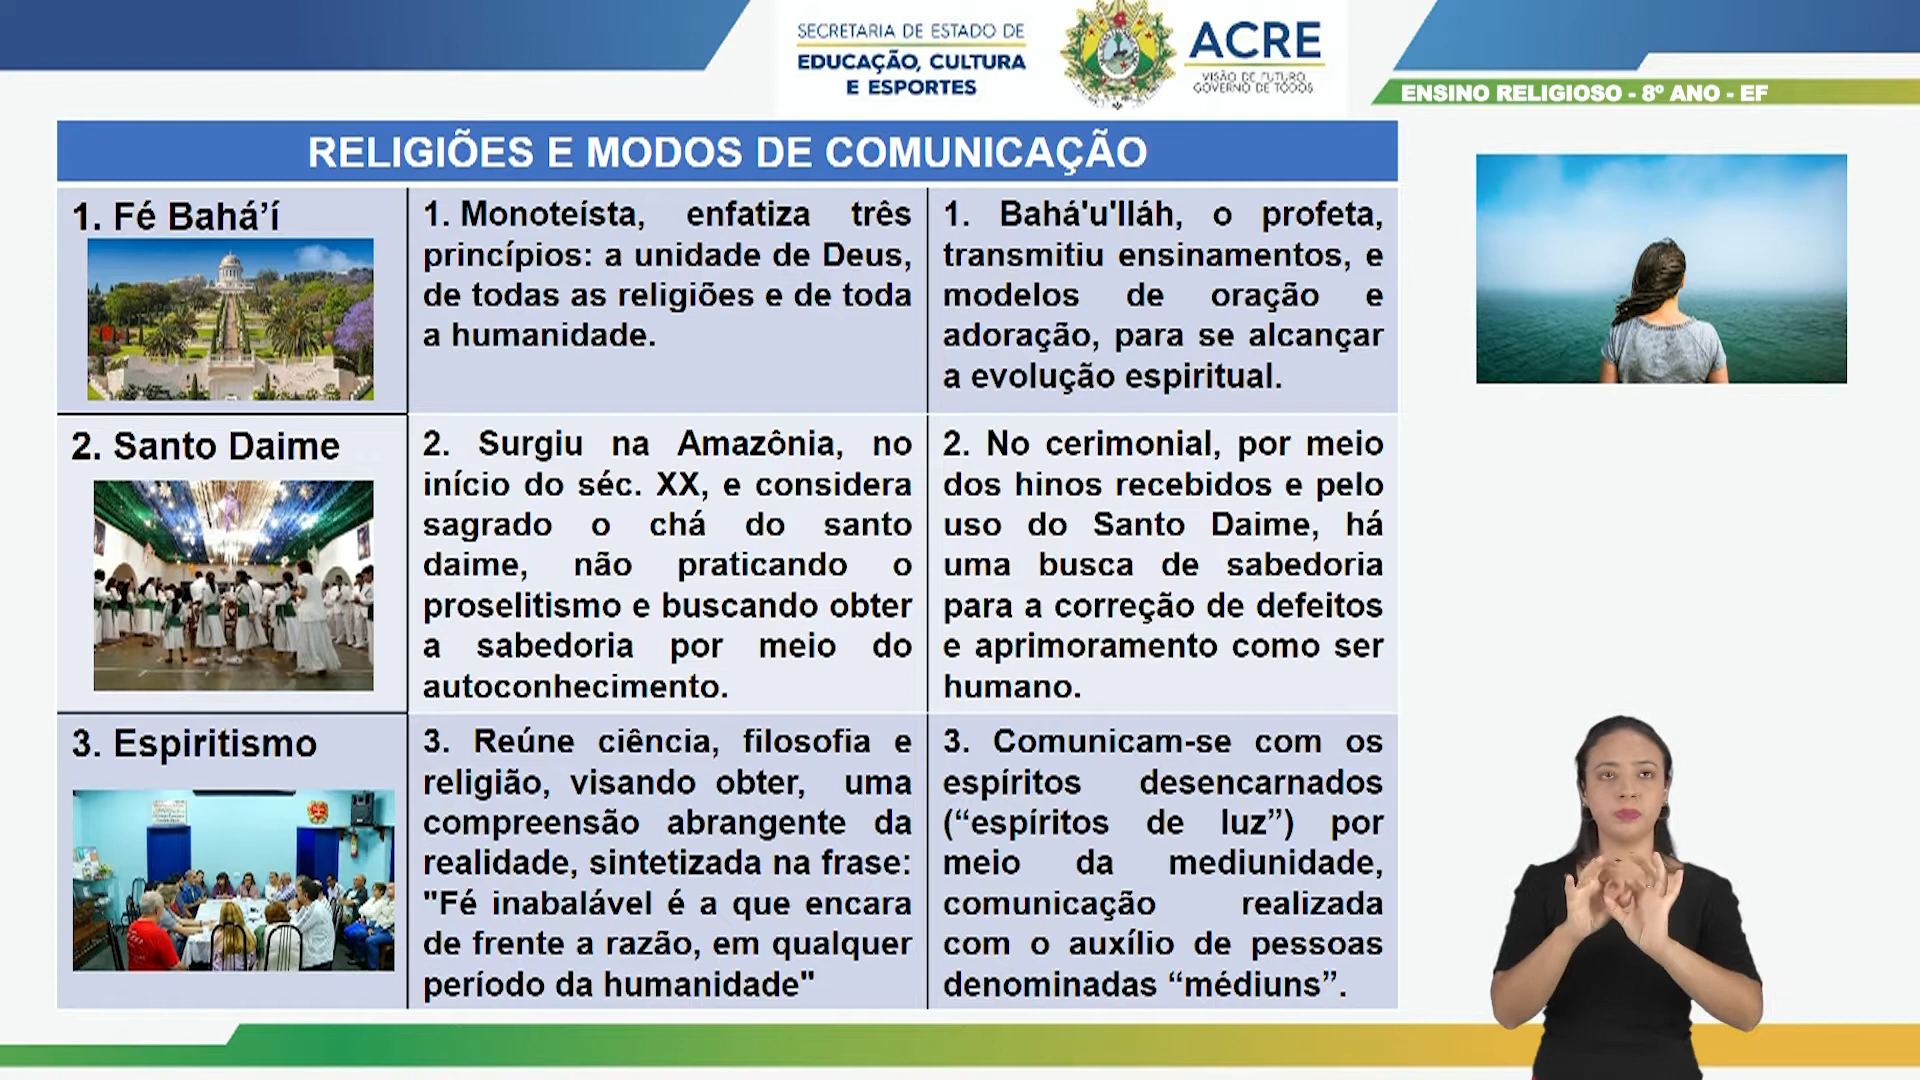 SECRETARIA DE ESTADO DE
EDUCAÇÃO, CULTURA
E ESPORTES
ACRE
VISÃO DE FUTURO,
GOVERNO DE TODOS
ENSINO RELIGIOSO - 8º ANO - EF
RELIGIÕES E MODOS DE COMUNICAÇÃO
1. Fé Bahá’í
1. Monoteísta, enfatiza três
princípios: a unidade de Deus,
de todas as religiões e de toda
a humanidade.
1. Bahá'u'lláh, o profeta,
transmitiu ensinamentos, e
modelos de oração e
adoração, para se alcançar
a evolução espiritual.
2. Santo Daime
2. Surgiu na Amazônia, no
início do séc. XX, e considera
sagrado o chá do santo
daime, não praticando o
proselitismo e buscando obter
a sabedoria por meio do
autoconhecimento.
2. No cerimonial, por meio
dos hinos recebidos e pelo
uso do Santo Daime, há
uma busca de sabedoria
para a correção de defeitos
e aprimoramento como ser
humano.
3. Espiritismo
3. Reúne ciência, filosofia e
religião, visando obter, uma
compreensão abrangente da
realidade, sintetizada na frase:
"Fé inabalável é a que encara
de frente a razão, em qualquer
período da humanidade"
3. Comunicam-se com os
espíritos desencarnados
(“espíritos de luz”) por
meio da mediunidade,
comunicação realizada
com o auxílio de pessoas
denominadas “médiuns”.